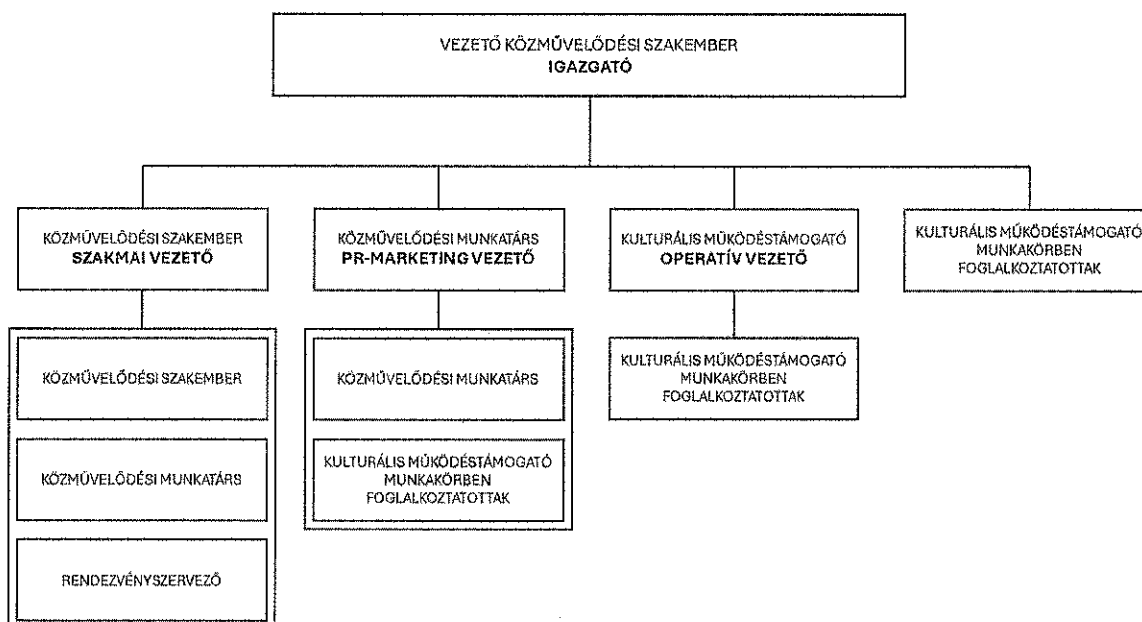 VEZETŐ KÖZMŰVELŐDÉSI SZAKEMBER
IGAZGATÓ
KÖZMŰVELŐDÉSI SZAKEMBER
SZAKMAI VEZETŐ
KÖZMŰVELŐDÉSI MUNKATÁRS
PR-MARKETING VEZETŐ
KULTURÁLIS MŰKÖDÉSTÁMOGATÓ
OPERATÍV VEZETŐ
KULTURÁLIS MŰKÖDÉSTÁMOGATÓ
MUNKAKÖRBEN
FOGLALKOZTATOTTAK
KÖZMŰVELŐDÉSI SZAKEMBER
KÖZMŰVELŐDÉSI MUNKATÁRS
RENDEZVÉNYSZERVEZŐ
KÖZMŰVELŐDÉSI MUNKATÁRS
KULTURÁLIS MŰKÖDÉSTÁMOGATÓ
MUNKAKÖRBEN
FOGLALKOZTATOTTAK
KULTURÁLIS MŰKÖDÉSTÁMOGATÓ
MUNKAKÖRBEN
FOGLALKOZTATOTTAK